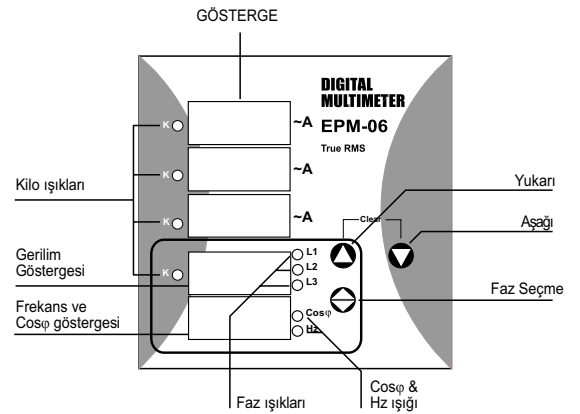 GÖSTERGE
DIGITAL
MULTIMETER
EPM-06
True RMS
K
~A
K
~A
K
~A
Kilo ışıkları
Yukarı
Clear
Aşağı
Gerilim
Göstergesi
K
L1
L2
L3
Faz Seçme
Frekans ve
Cosφ göstergesi
Cosφ
Hz
Faz ışıkları
Cosφ &
Hz ışığı